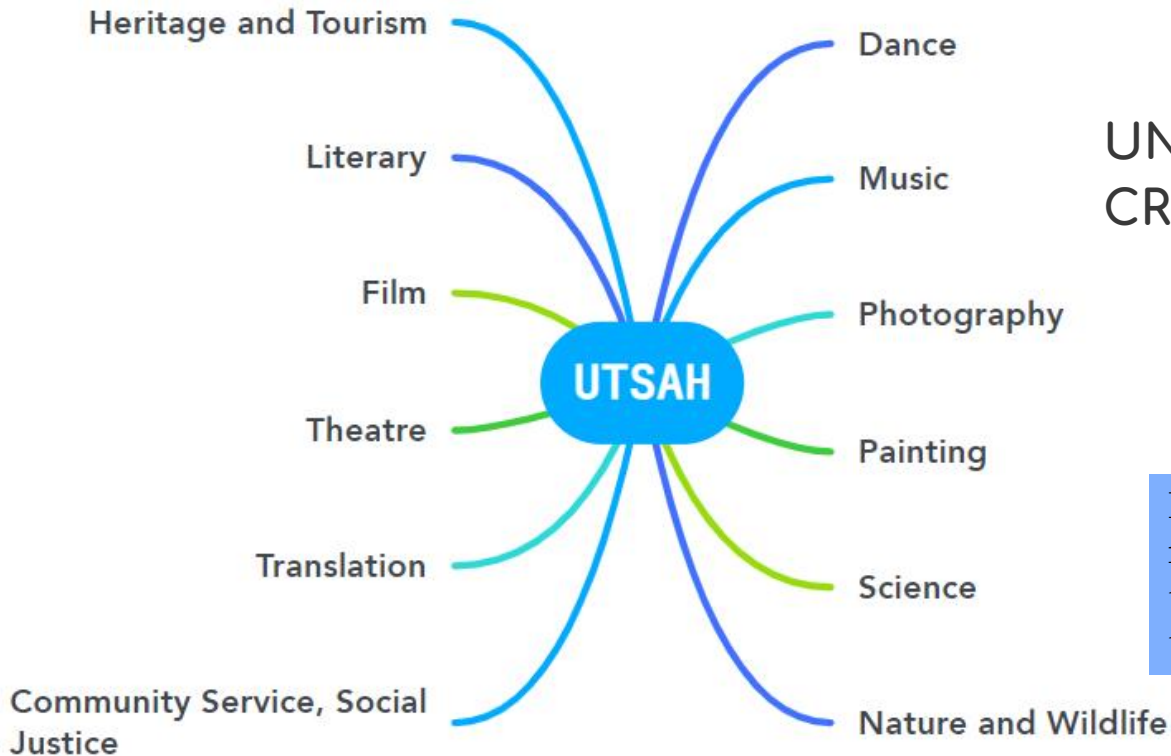 Heritage and Tourism
Literary
Film
Theatre
Translation
Community Service, Social
Justice
UTSAH
Dance
Music
Photography
Painting
Science
Nature and Wildlife